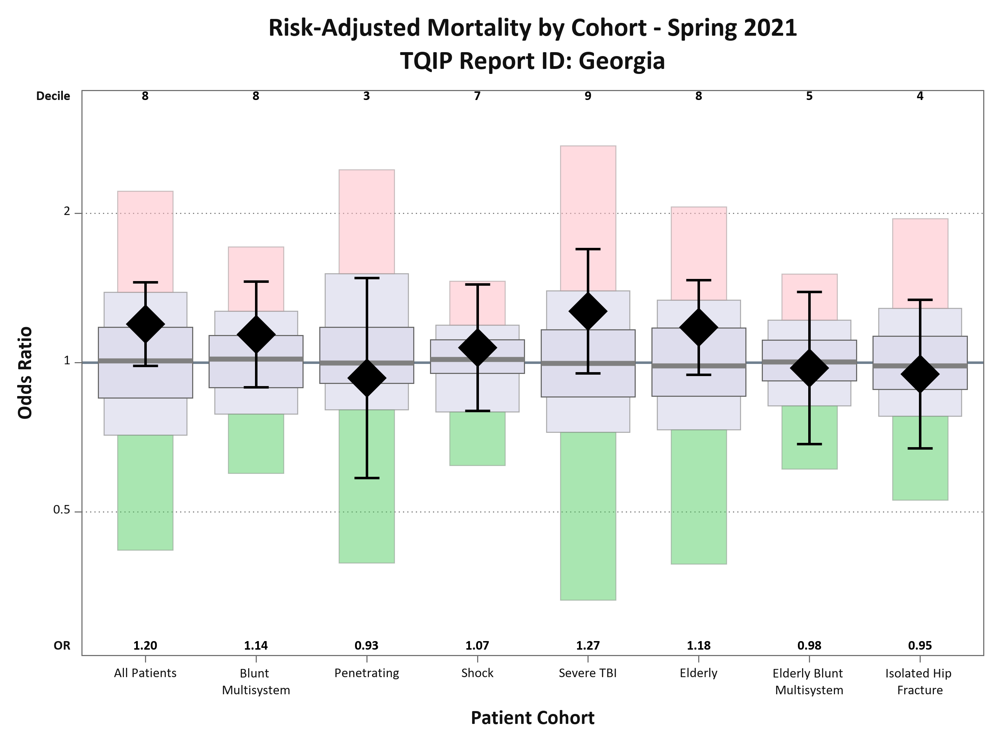 Risk-Adjusted Mortality by Cohort - Spring 2021
TQIP Report ID: Georgia
Decile 8 8 3 7 9 8 5 4
2
1
0.5
Odds Ratio
OR 1.20 1.14 0.93 1.07 1.27 1.18 0.98 0.95
All Patients Blunt Penetrating Shock Severe TBI Elderly Elderly Blunt Isolated Hip
Multisystem Multisystem Fracture
Patient Cohort